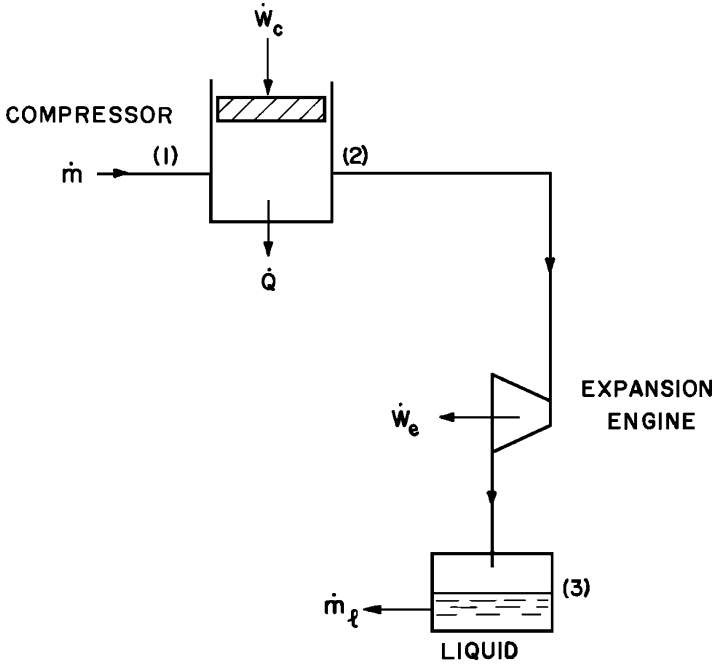 Ẇc
COMPRESSOR
(1)
(2)
ṁ
Q̇
EXPANSION
ENGINE
Ẇe
(3)
ṁℓ
LIQUID